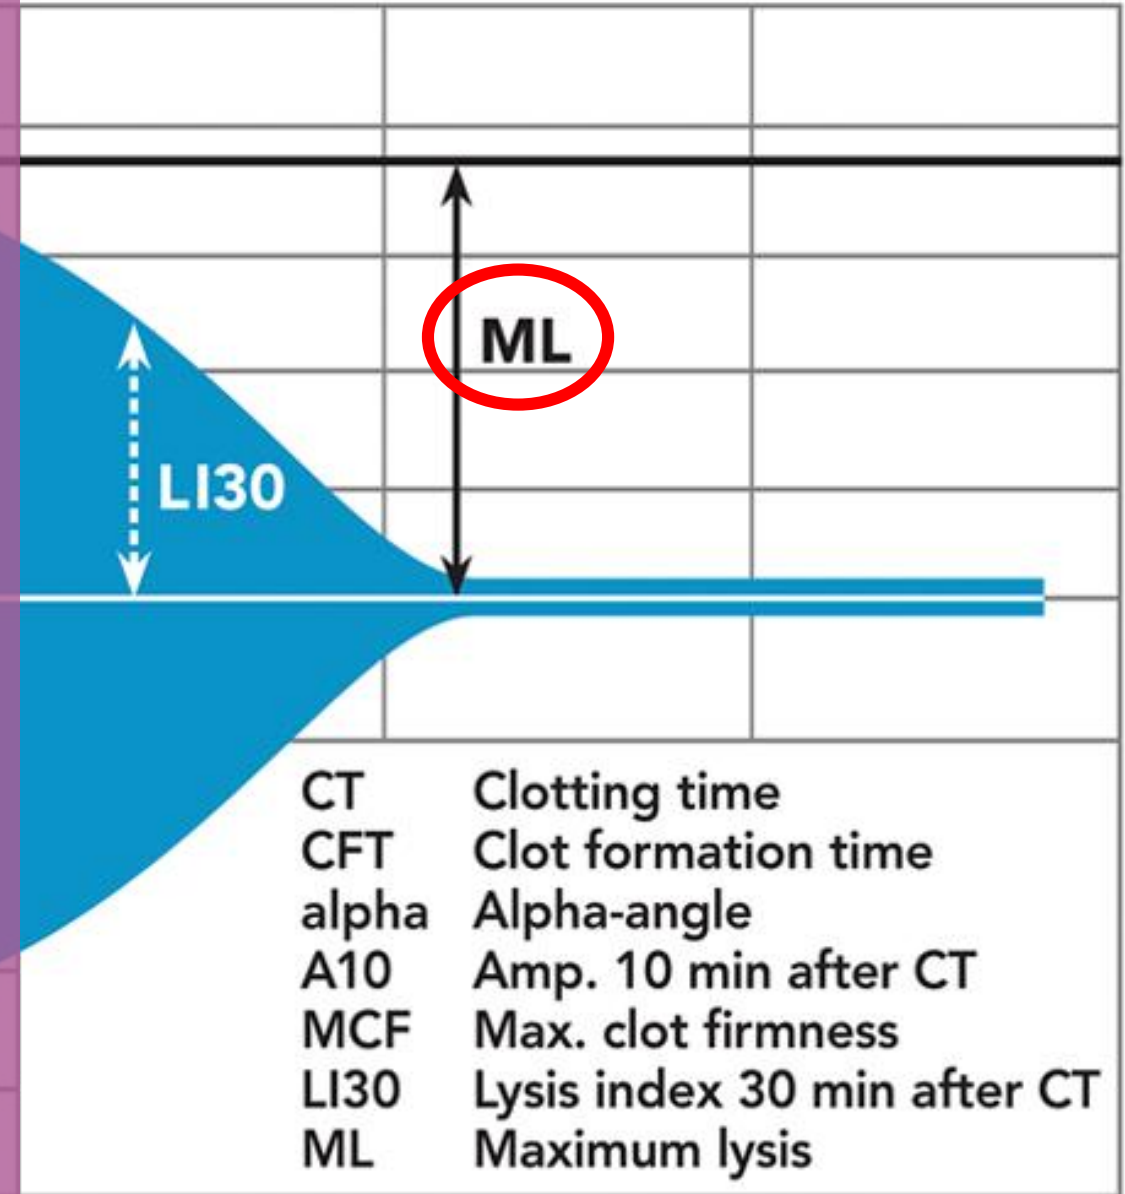 ML
LI30
CT Clotting time
CFT Clot formation time
alpha Alpha-angle
A10 Amp. 10 min after CT
MCF Max. clot firmness
LI30 Lysis index 30 min after CT
ML Maximum lysis